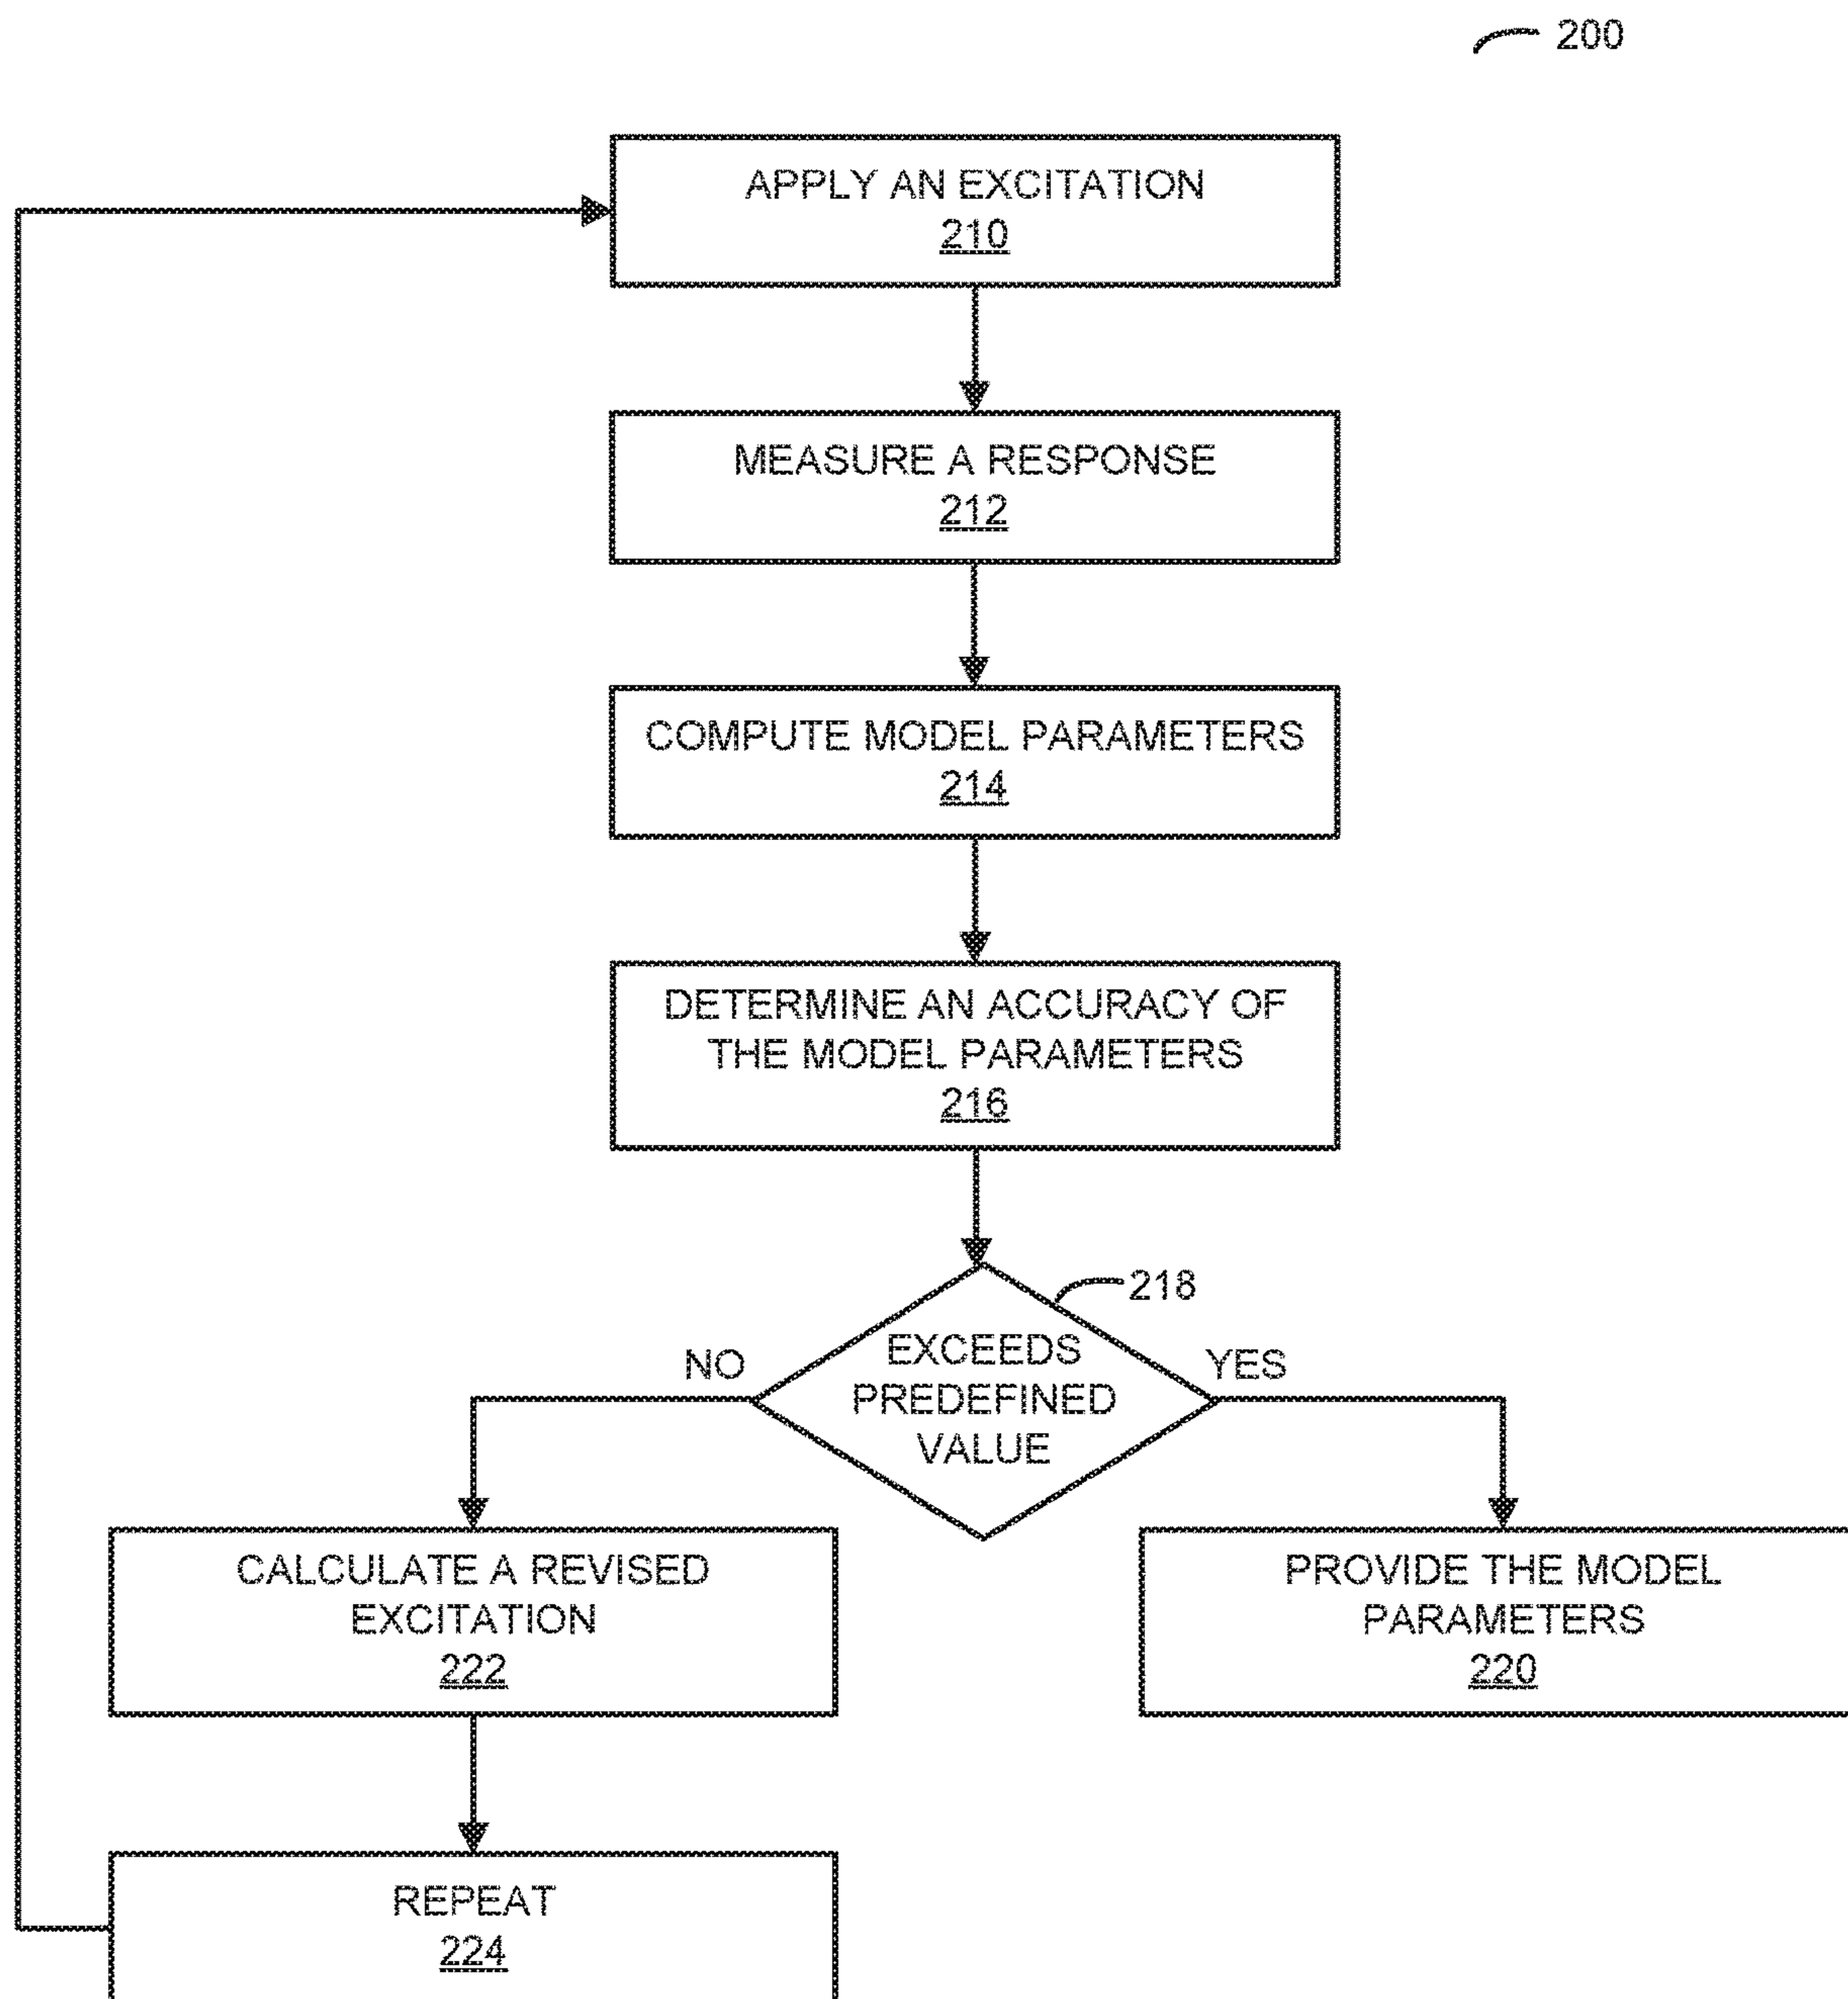 200
APPLY AN EXCITATION
210
MEASURE A RESPONSE
212
COMPUTE MODEL PARAMETERS
214
DETERMINE AN ACCURACY OF
THE MODEL PARAMETERS
216
218
NO
EXCEEDS
PREDEFINED
VALUE
YES
CALCULATE A REVISED
EXCITATION
222
PROVIDE THE MODEL
PARAMETERS
220
REPEAT
224